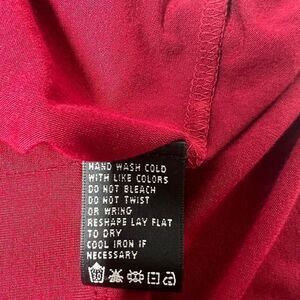 HAND WASH COLD
WITH LIKE COLORS
DO NOT BLEACH
DO NOT TWIST
OR WRING
RESHAPE LAY FLAT
TO DRY
COOL IRON IF
NECESSARY